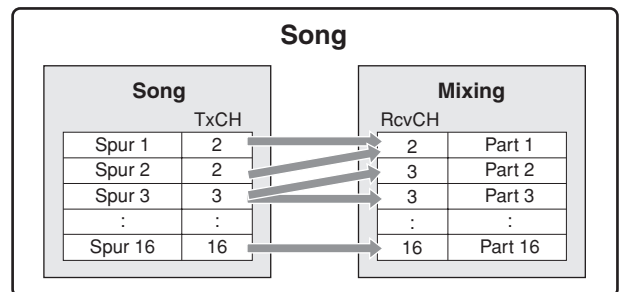 Song
Song Mixing
TxCH RcvCH
Spur 1 2 2 Part 1
Spur 2 2 3 Part 2
Spur 3 3 3 Part 3
: : : :
Spur 16 16 16 Part 16